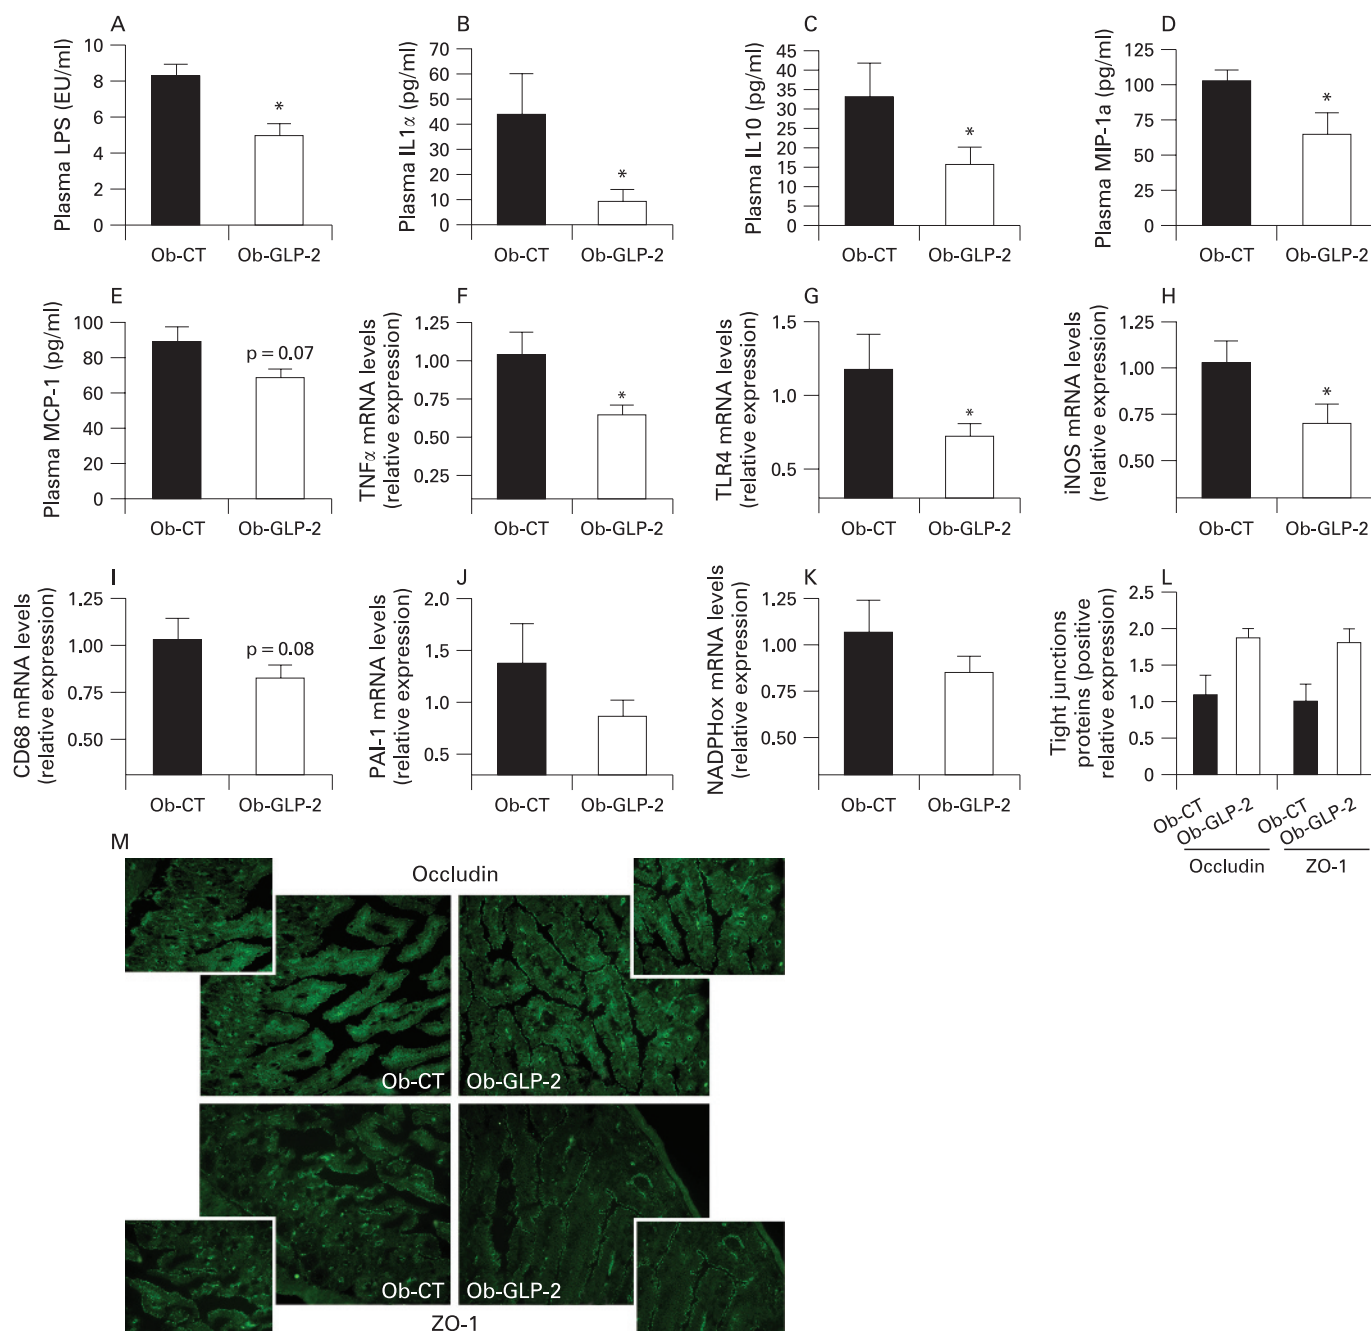 A
Plasma LPS (EU/ml)
10
8
6
4
2
0
*
Ob-CT Ob-GLP-2
B
Plasma IL1α (pg/ml)
70
60
50
40
30
20
10
0
*
Ob-CT Ob-GLP-2
C
Plasma IL10 (pg/ml)
45
40
35
30
25
20
15
10
45
0
*
Ob-CT Ob-GLP-2
D
Plasma MIP-1a (pg/ml)
125
100
75
50
25
0
*
Ob-CT Ob-GLP-2
E
Plasma MCP-1 (pg/ml)
100
80
60
40
20
0
p = 0.07
Ob-CT Ob-GLP-2
F
TNFα mRNA levels
(relative expression)
1.25
1.00
0.75
0.50
0.25
*
Ob-CT Ob-GLP-2
G
TLR4 mRNA levels
(relative expression)
1.5
1.0
0.5
*
Ob-CT Ob-GLP-2
H
iNOS mRNA levels
(relative expression)
1.25
1.00
0.75
0.50
*
Ob-CT Ob-GLP-2
I
CD68 mRNA levels
(relative expression)
1.25
1.00
0.75
0.50
p = 0.08
Ob-CT Ob-GLP-2
J
PAI-1 mRNA levels
(relative expression)
2.0
1.5
1.0
0.5
Ob-CT Ob-GLP-2
K
NADPHox mRNA levels
(relative expression)
1.25
1.00
0.75
0.50
Ob-CT Ob-GLP-2
L
Tight junctions
proteins (positive
relative expression)
2.5
2.0
1.5
1.0
0
Ob-CT
Ob-GLP-2
Ob-CT
Ob-GLP-2
Occludin ZO-1
M
Occludin
Ob-CT Ob-GLP-2
Ob-CT Ob-GLP-2
ZO-1